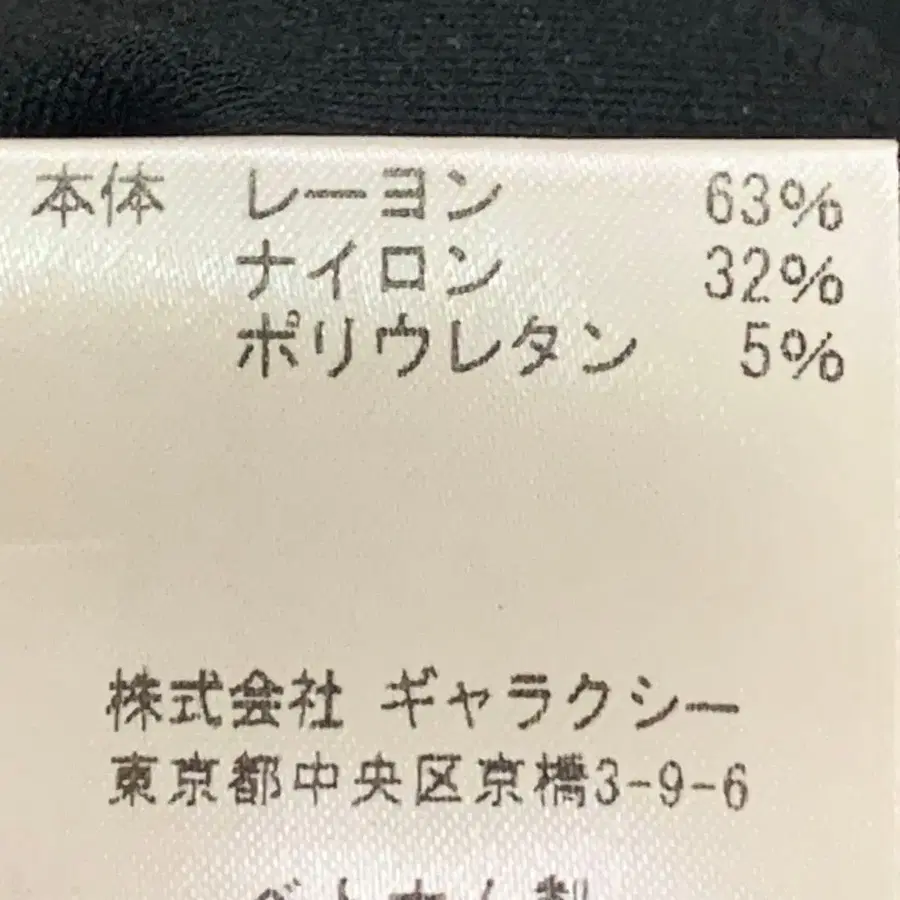 本体 レーヨン 63%
ナイロン 32%
ポリウレタン 5%
株式会社 ギャラクシー
東京都中央区京橋3-9-6